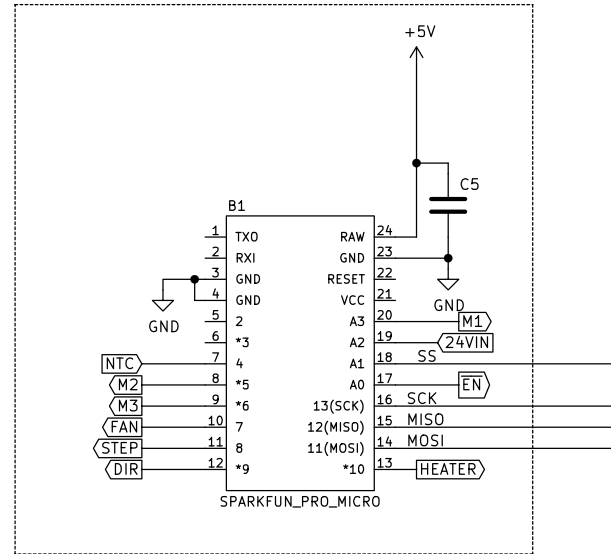 +5V
C5
B1
1 TXO RAW 24
2 RXI GND 23
3 GND RESET 22
4 GND VCC 21
GND
GND
5 2 A3 20 M1
6 *3 A2 19 24VIN
NTC 7 4 A1 18 SS
M2 8 *5 A0 17 EN
M3 9 *6 13(SCK) 16 SCK
FAN 10 7 12(MISO) 15 MISO
STEP 11 8 11(MOSI) 14 MOSI
DIR 12 *9 *10 13 HEATER
SPARKFUN_PRO_MICRO